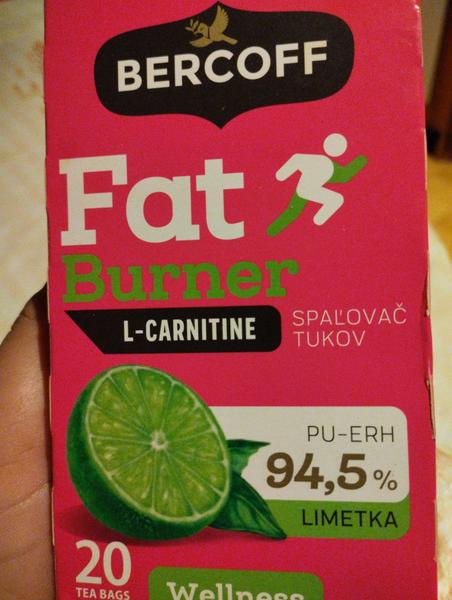 BERCOFF
Fat
Burner
L-CARNITINE
SPAĽOVAČ
TUKOV
PU-ERH
94,5%
LIMETKA
20
TEA BAGS
Wellness